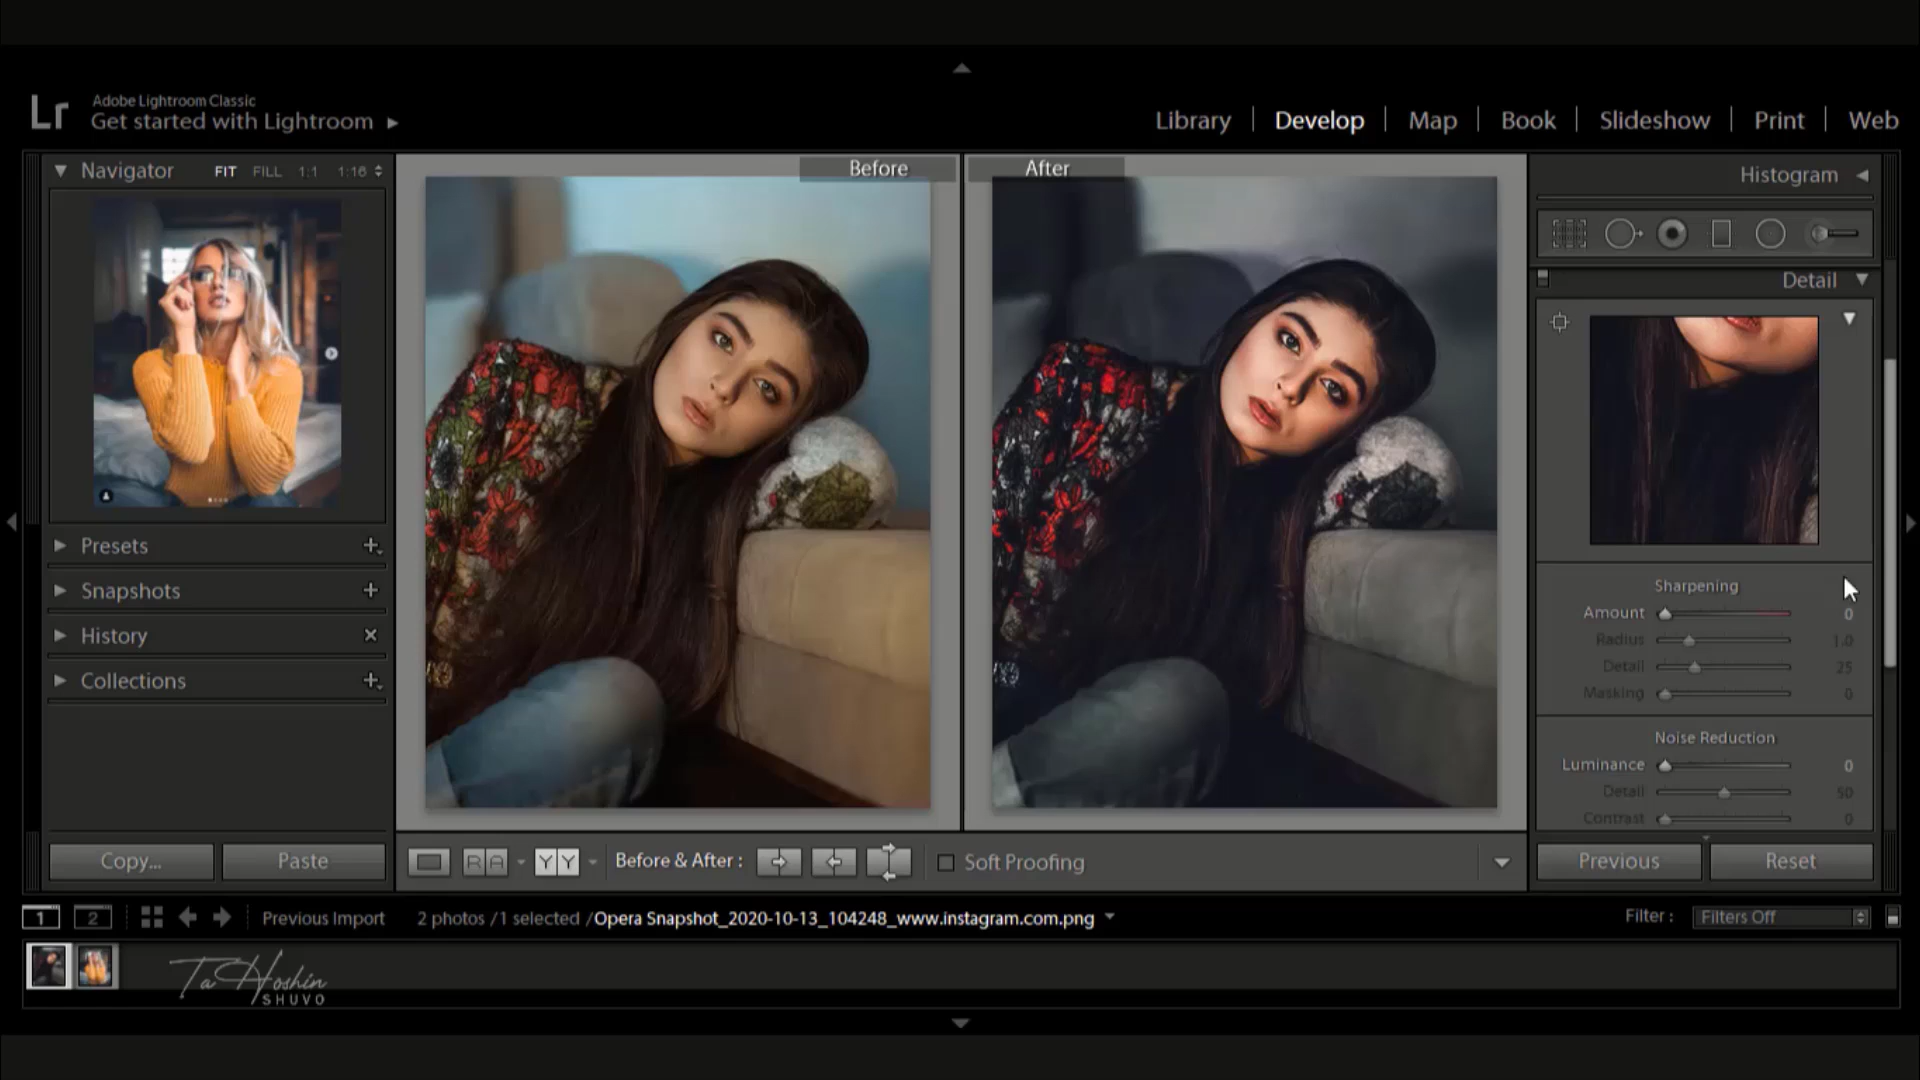 Lr
Adobe Lightroom Classic
Get started with Lightroom
Library | Develop | Map | Book | Slideshow | Print | Web
Navigator FIT FILL 1:1 1:16
Before
After
Histogram
Detail
Presets
Snapshots
History
Collections
Sharpening
Amount 0
Radius 1.0
Detail 25
Masking 0
Noise Reduction
Luminance 0
Detail 50
Contrast 0
Copy... Paste
R A
Y Y
Before & After :
Soft Proofing
Previous Reset
1 2
Previous Import
2 photos /1 selected /Opera Snapshot_2020-10-13_104248_www.instagram.com.png
Filter : Filters Off
Ta Hoshin
SHUVO